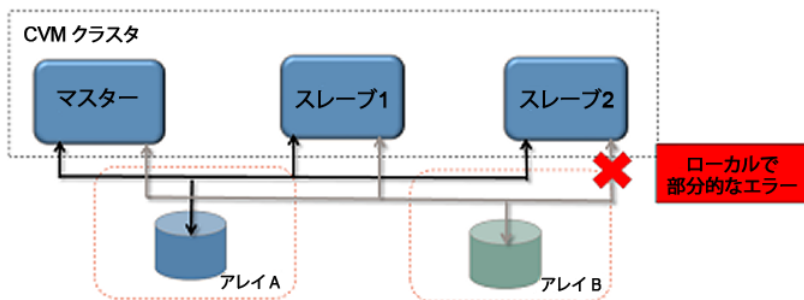 CVM クラスタ
マスター
スレーブ1
スレーブ2
ローカルで
部分的なエラー
アレイ A
アレイ B